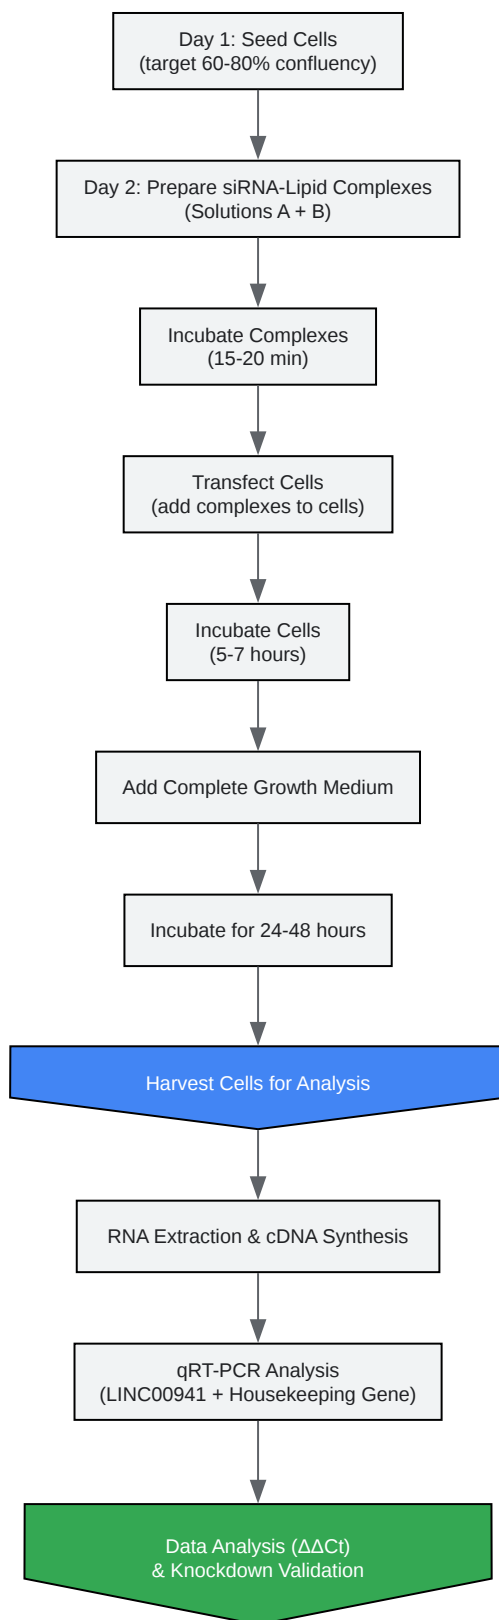 Day 1: Seed Cells
(target 60-80% confluency)
Day 2: Prepare siRNA-Lipid Complexes
(Solutions A + B)
Incubate Complexes
(15-20 min)
Transfect Cells
(add complexes to cells)
Incubate Cells
(5-7 hours)
Add Complete Growth Medium
Incubate for 24-48 hours
Harvest Cells for Analysis
RNA Extraction & cDNA Synthesis
qRT-PCR Analysis
(LINC00941 + Housekeeping Gene)
Data Analysis (ΔΔCt)
& Knockdown Validation